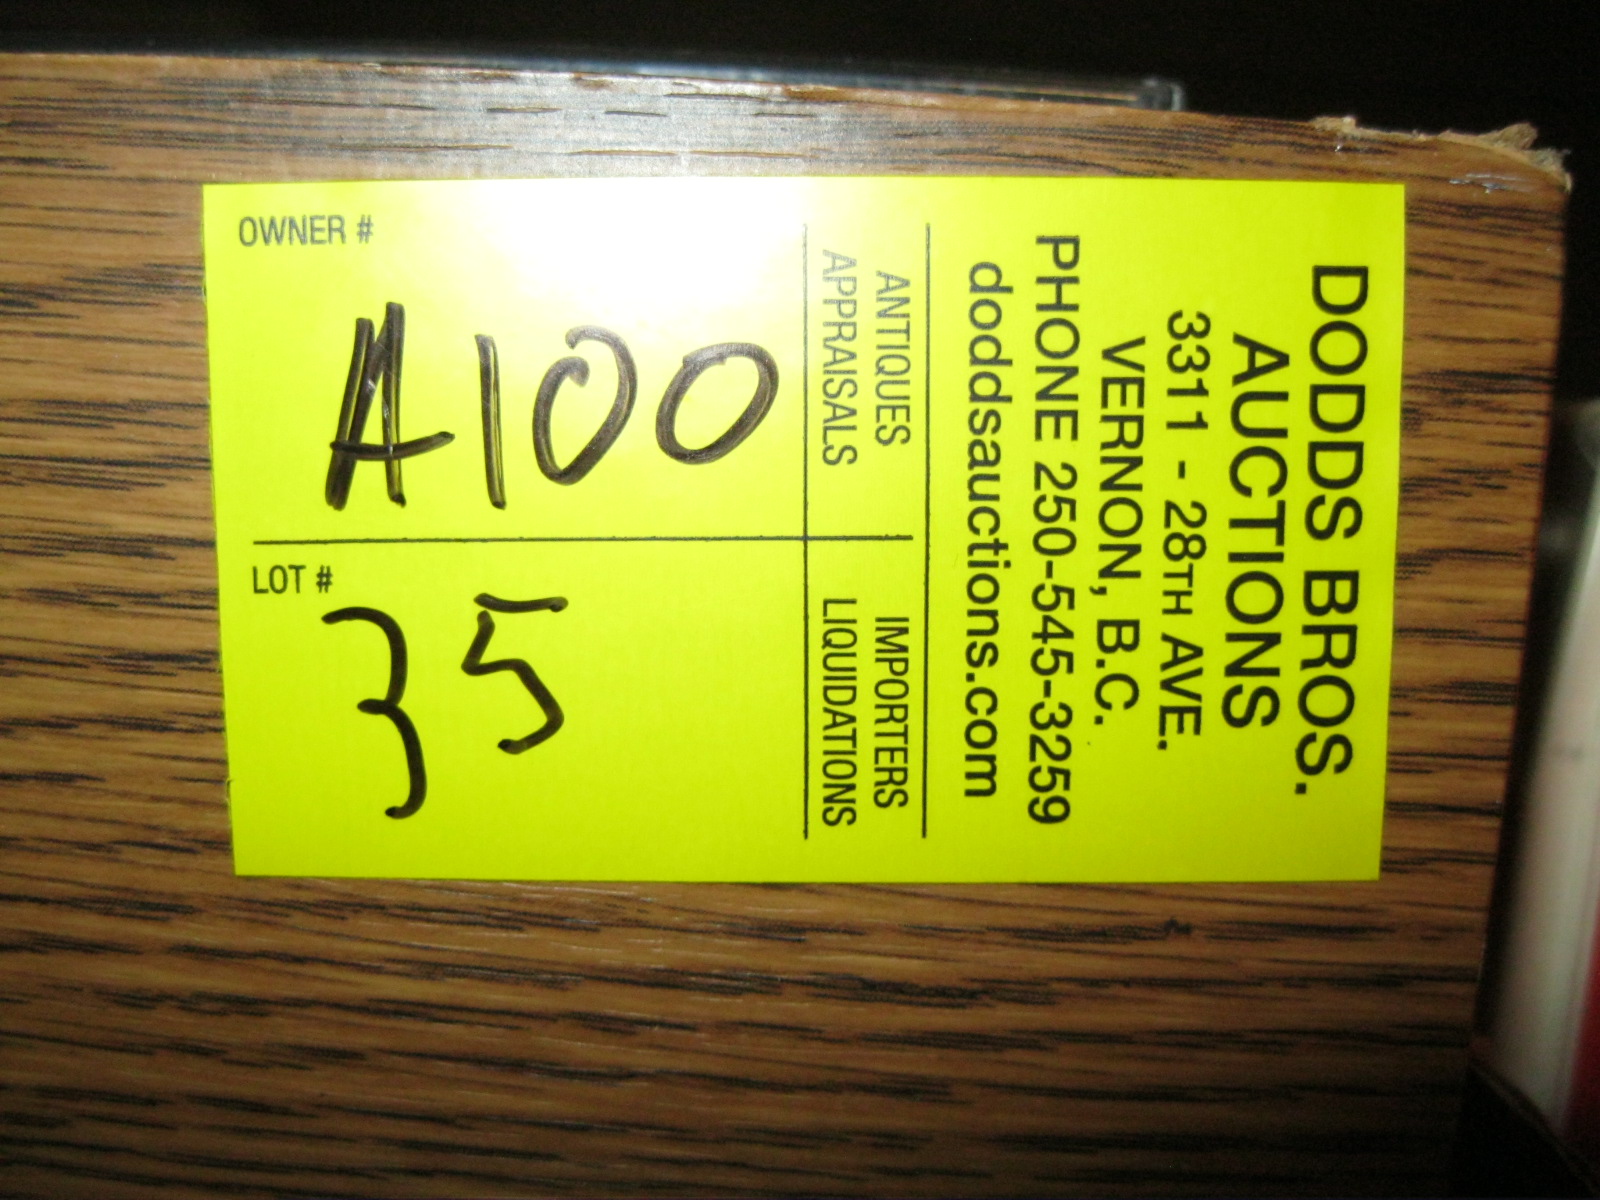 DODDS BROS.
AUCTIONS
3311 - 28TH AVE.
VERNON, B.C.
PHONE 250-545-3259
doddsauctions.com
ANTIQUES
APPRAISALS
IMPORTERS
LIQUIDATIONS
OWNER #
A100
LOT #
35